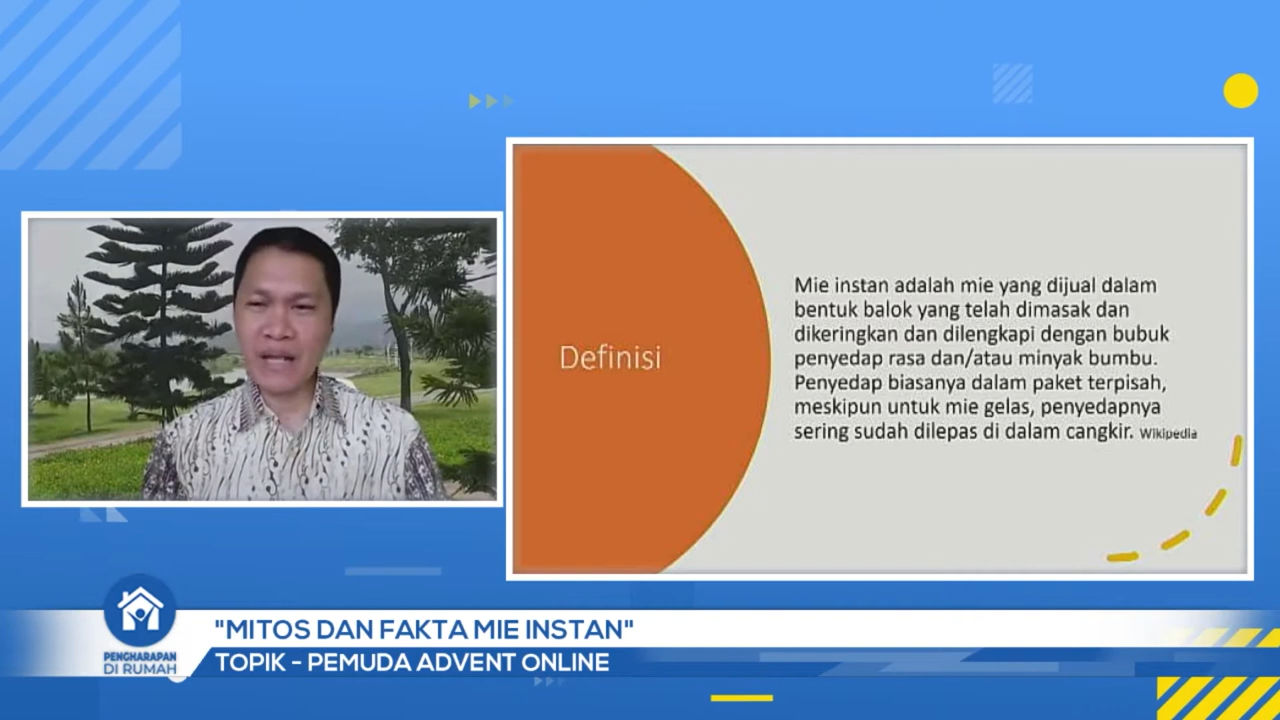 Definisi
Mie instan adalah mie yang dijual dalam
bentuk balok yang telah dimasak dan
dikeringkan dan dilengkapi dengan bubuk
penyedap rasa dan/atau minyak bumbu.
Penyedap biasanya dalam paket terpisah,
meskipun untuk mie gelas, penyedapnya
sering sudah dilepas di dalam cangkir. Wikipedia
"MITOS DAN FAKTA MIE INSTAN"
TOPIK - PEMUDA ADVENT ONLINE
PENGHARAPAN
DI RUMAH